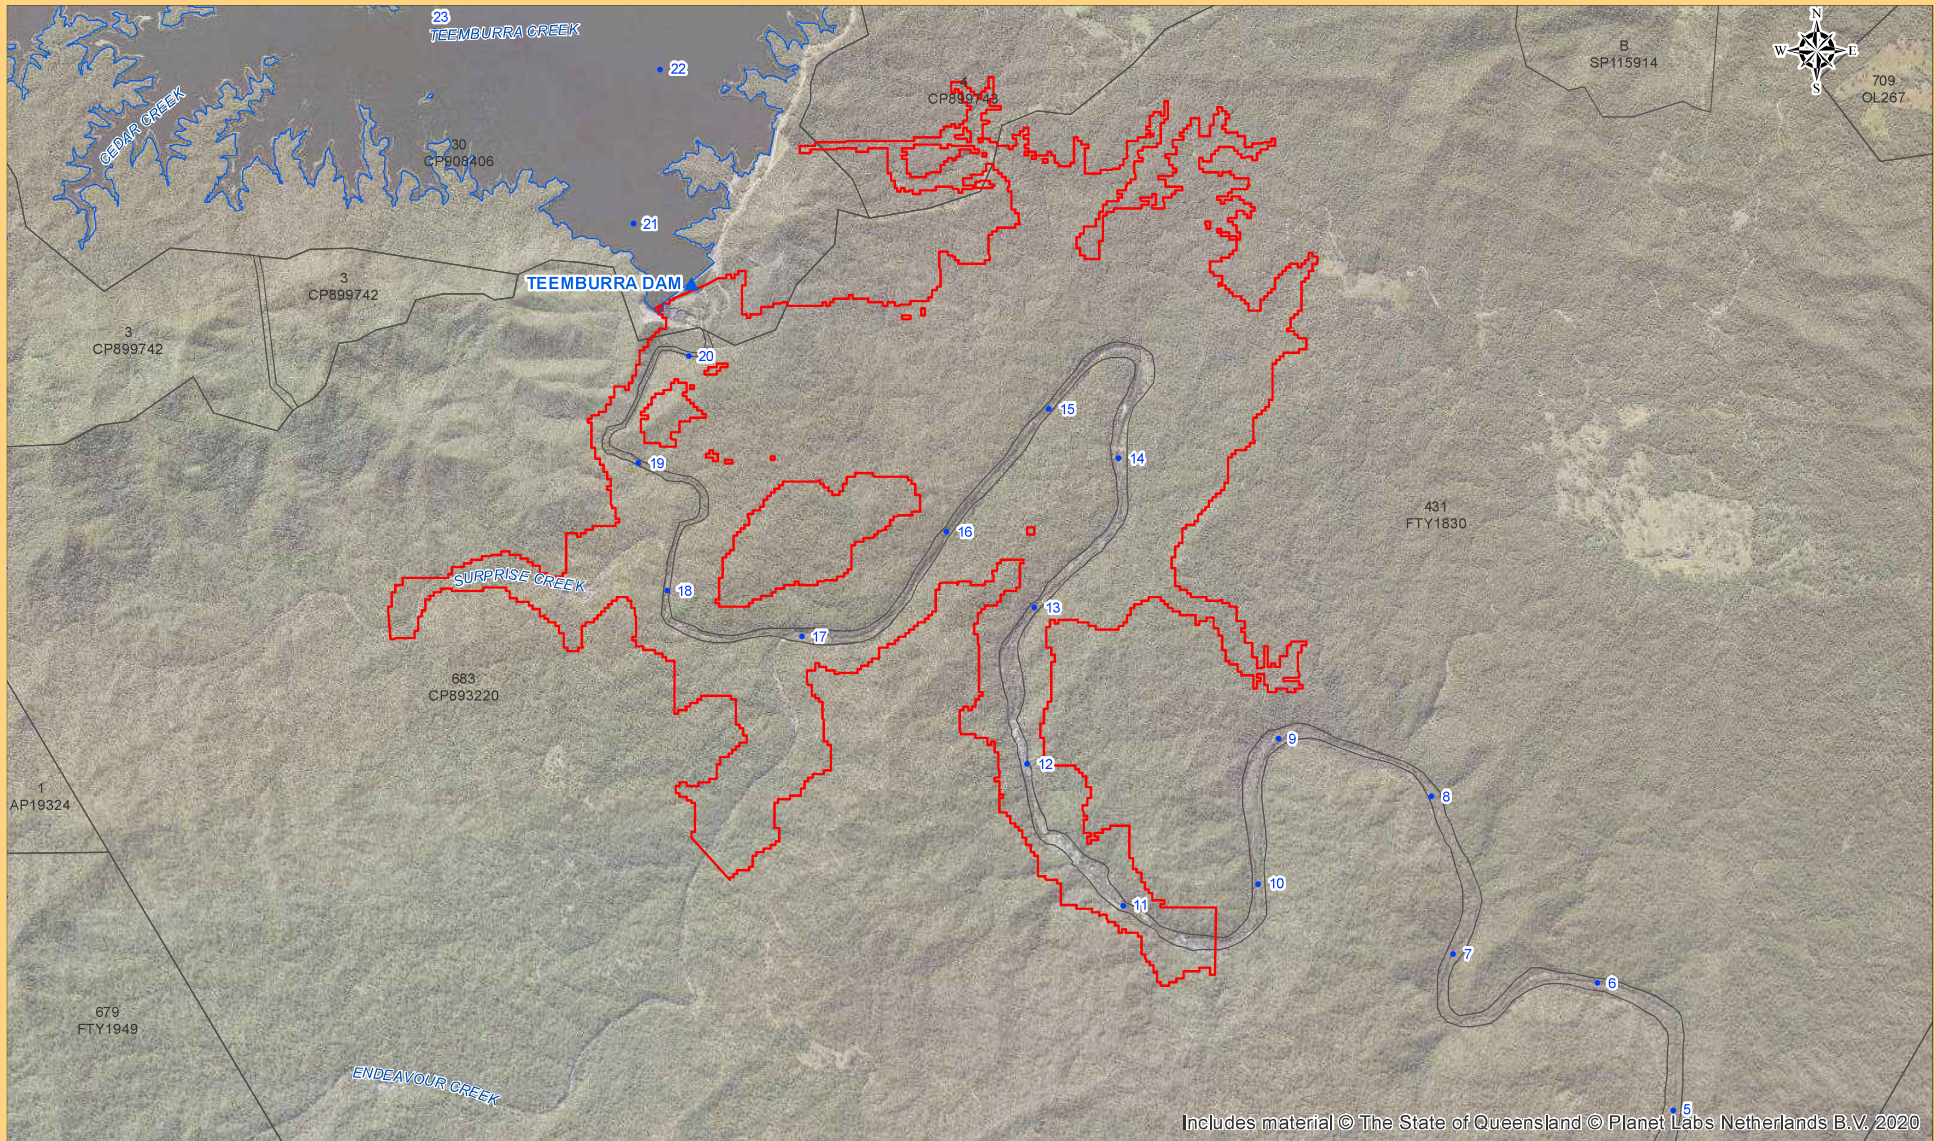 23
TEEMBURRA CREEK
N
W
E
S
B
SP115914
22
709
OL267
4
CP899743
CEDAR CREEK
30
CP908406
21
3
CP899742
TEEMBURRA DAM
3
CP899742
20
15
14
19
431
FTY1830
16
SURPRISE CREEK
18
13
17
683
CP893220
9
12
1
AP19324
8
10
11
7
6
679
FTY1949
ENDEAVOUR CREEK
5
Includes material © The State of Queensland © Planet Labs Netherlands B.V. 2020